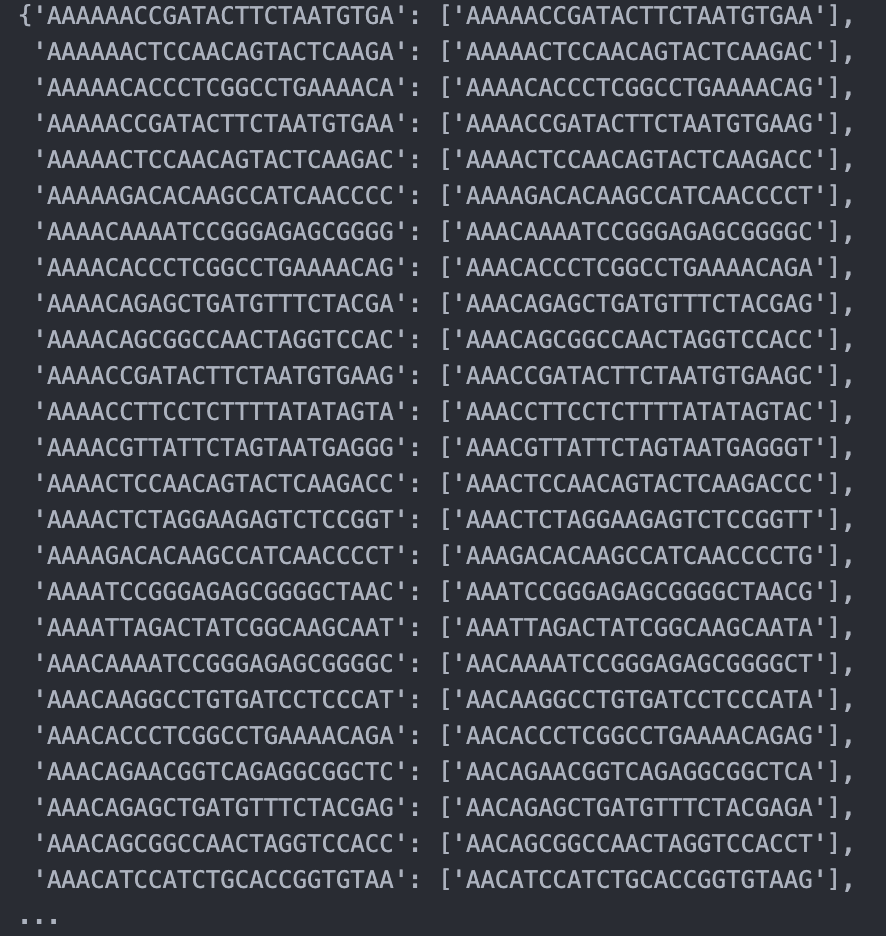 {'AAAAAACCGATACTTCTAATGTGA': ['AAAAACCGATACTTCTAATGTGAA'],
'AAAAAACTCCAACAGTACTCAAGA': ['AAAAACTCCAACAGTACTCAAGAC'],
'AAAAACACCCTCGGCCTGAAAACA': ['AAAACACCCTCGGCCTGAAAACAG'],
'AAAAACCGATACTTCTAATGTGAA': ['AAAACCGATACTTCTAATGTGAAG'],
'AAAAACTCCAACAGTACTCAAGAC': ['AAAACTCCAACAGTACTCAAGACC'],
'AAAAAGACACAAGCCATCAACCCC': ['AAAAGACACAAGCCATCAACCCCT'],
'AAAACAAAATCCGGGAGAGCGGGG': ['AAACAAAATCCGGGAGAGCGGGGC'],
'AAAACACCCTCGGCCTGAAAACAG': ['AAACACCCTCGGCCTGAAAACAGA'],
'AAAACAGAGCTGATGTTTCTACGA': ['AAACAGAGCTGATGTTTCTACGAG'],
'AAAACAGCGGCCAACTAGGTCCAC': ['AAACAGCGGCCAACTAGGTCCACC'],
'AAAACCGATACTTCTAATGTGAAG': ['AAACCGATACTTCTAATGTGAAGC'],
'AAAACCTTCCTCTTTTATATAGTA': ['AAACCTTCCTCTTTTATATAGTAC'],
'AAAACGTTATTCTAGTAATGAGGG': ['AAACGTTATTCTAGTAATGAGGGT'],
'AAAACTCCAACAGTACTCAAGACC': ['AAACTCCAACAGTACTCAAGACCC'],
'AAAACTCTAGGAAGAGTCTCCGGT': ['AAACTCTAGGAAGAGTCTCCGGTT'],
'AAAAGACACAAGCCATCAACCCCT': ['AAAGACACAAGCCATCAACCCCTG'],
'AAAATCCGGGAGAGCGGGGCTAAC': ['AAATCCGGGAGAGCGGGGCTAACG'],
'AAAATTAGACTATCGGCAAGCAAT': ['AAATTAGACTATCGGCAAGCAATA'],
'AAACAAAATCCGGGAGAGCGGGGC': ['AACAAAATCCGGGAGAGCGGGGCT'],
'AAACAAGGCCTGTGATCCTCCCAT': ['AACAAGGCCTGTGATCCTCCCATA'],
'AAACACCCTCGGCCTGAAAACAGA': ['AACACCCTCGGCCTGAAAACAGAG'],
'AAACAGAACGGTCAGAGGCGGCTC': ['AACAGAACGGTCAGAGGCGGCTCA'],
'AAACAGAGCTGATGTTTCTACGAG': ['AACAGAGCTGATGTTTCTACGAGA'],
'AAACAGCGGCCAACTAGGTCCACC': ['AACAGCGGCCAACTAGGTCCACCT'],
'AAACATCCATCTGCACCGGTGTAA': ['AACATCCATCTGCACCGGTGTAAG'],
...